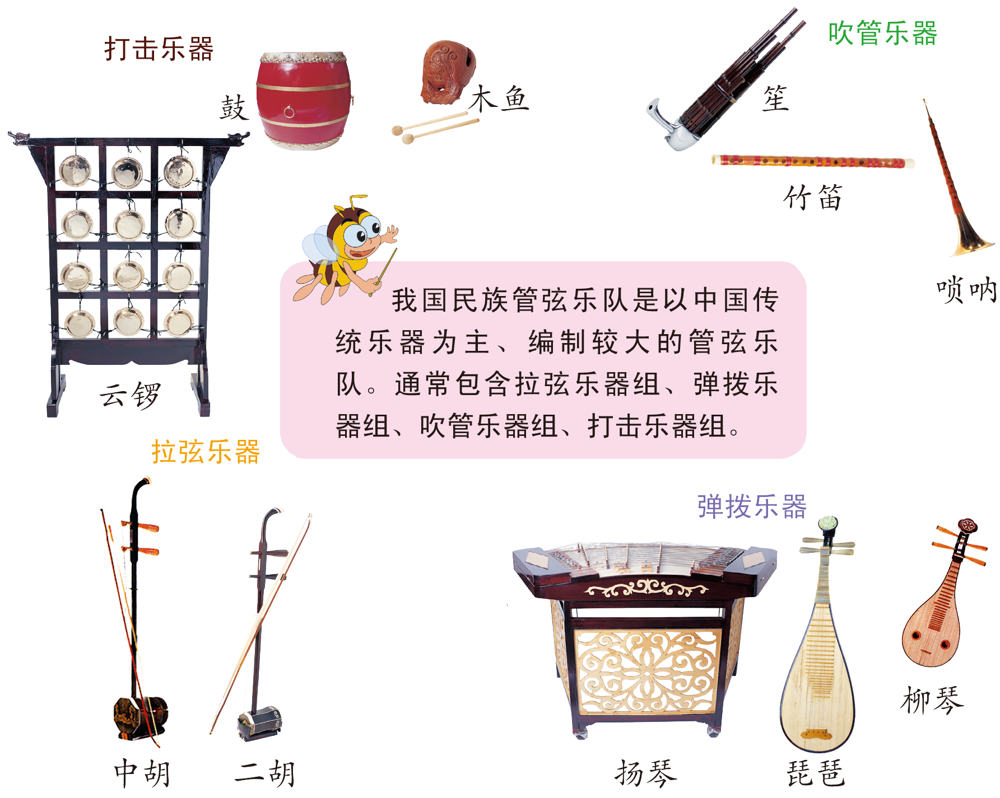 打击乐器
鼓
木鱼
云锣
吹管乐器
笙
竹笛
唢呐
我国民族管弦乐队是以中国传
统乐器为主、编制较大的管弦乐
队。通常包含拉弦乐器组、弹拨乐
器组、吹管乐器组、打击乐器组。
拉弦乐器
中胡
二胡
弹拨乐器
扬琴
琵琶
柳琴